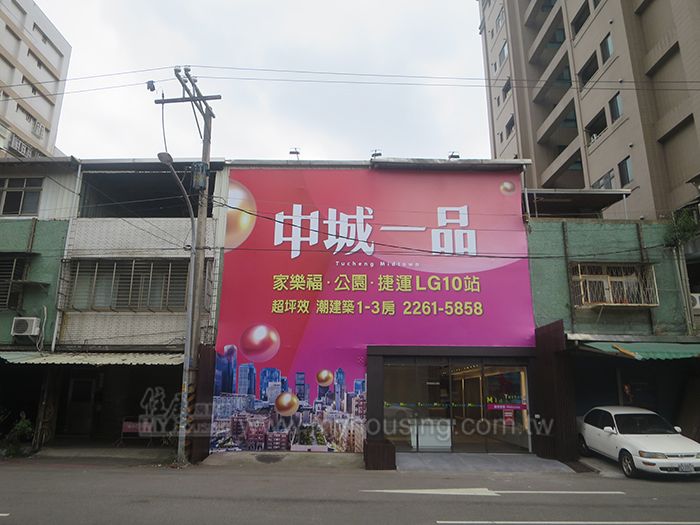 申城一品
Tucheng Midtown
家樂福·公園·捷運LG10站
超坪效 潮建築1-3房 2261-5858
www.myhousing.com.tw